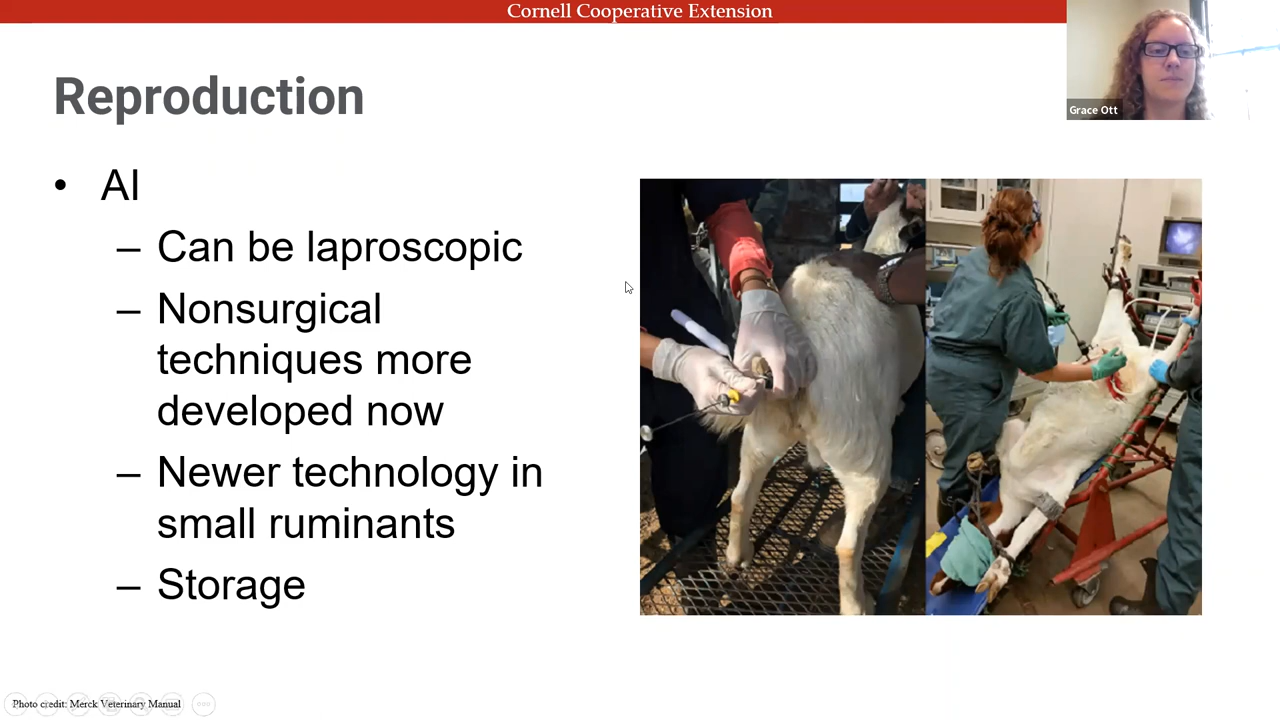 Cornell Cooperative Extension
Grace Ott
Reproduction
• AI
– Can be laproscopic
– Nonsurgical
techniques more
developed now
– Newer technology in
small ruminants
– Storage
Photo credit: Merck Veterinary Manual